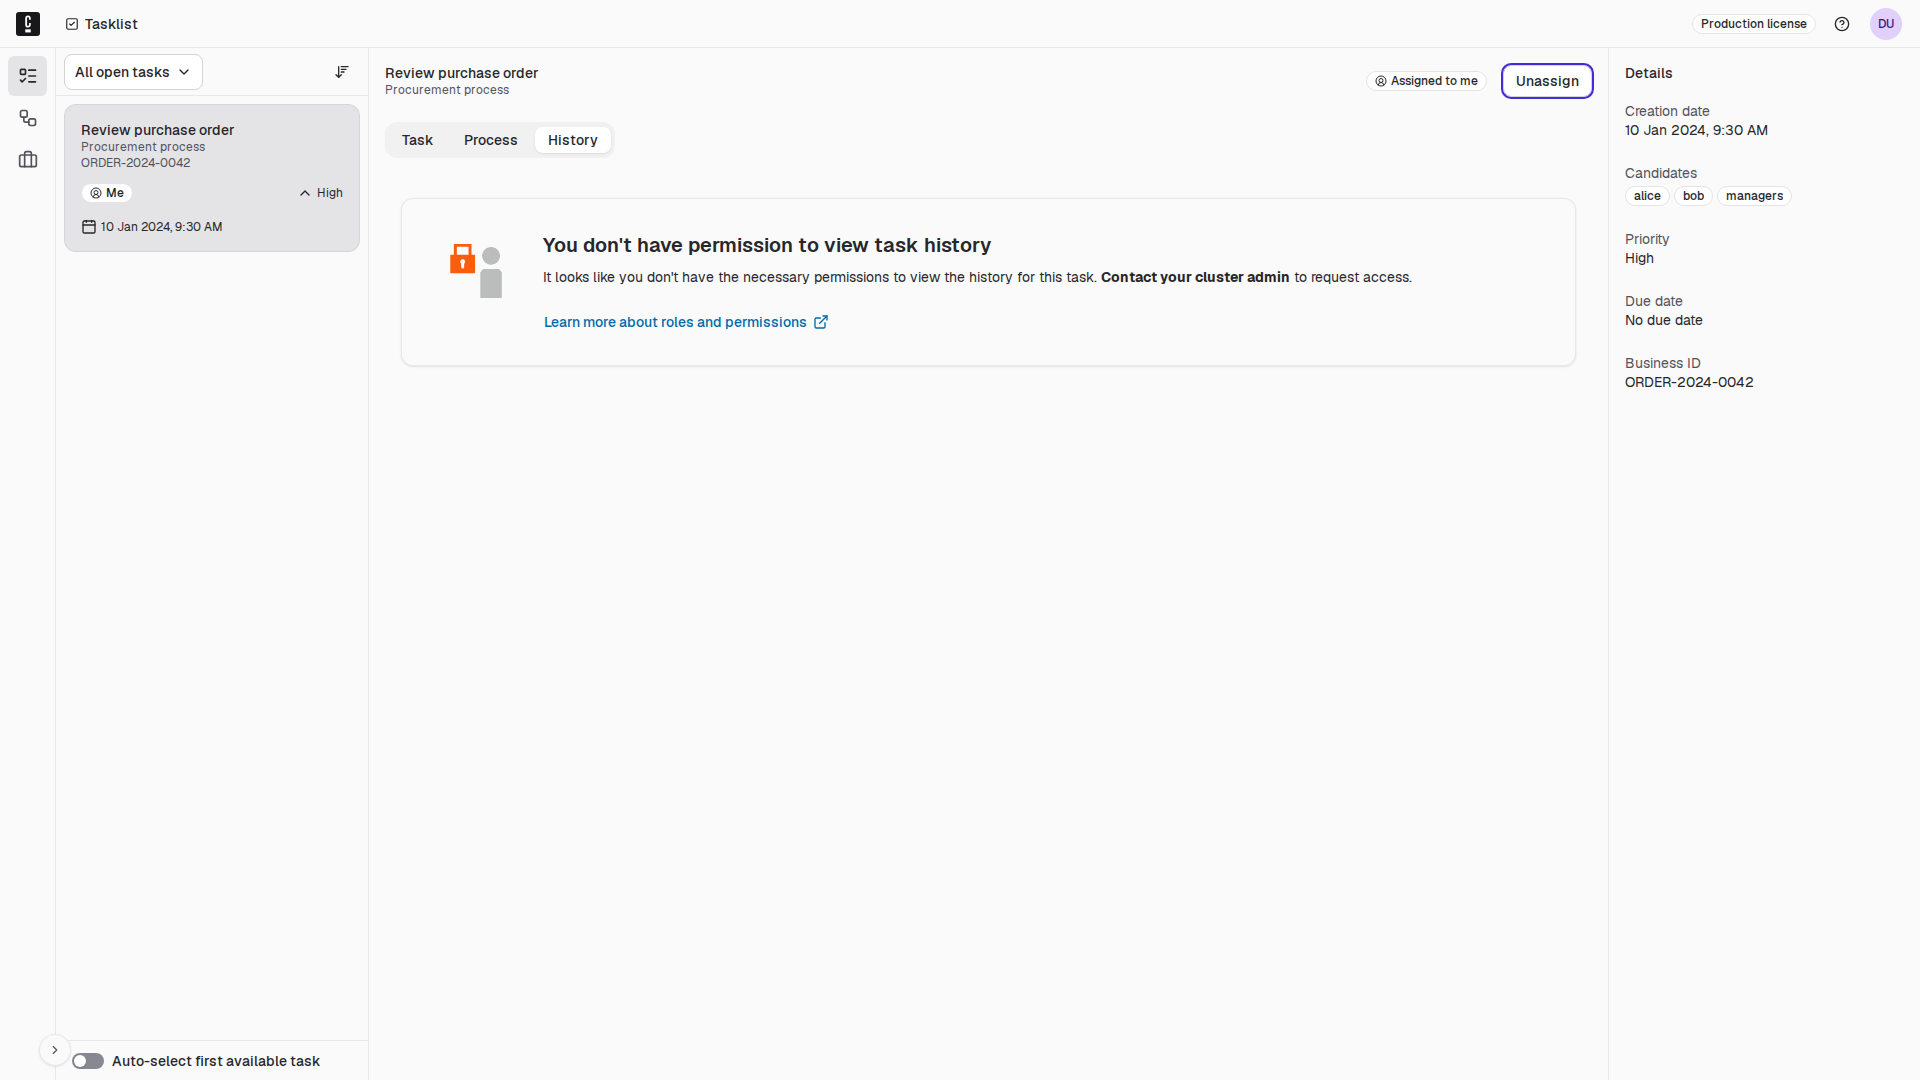 Tasklist
Production license
DU
All open tasks
Review purchase order
Procurement process
ORDER-2024-0042
Me
High
10 Jan 2024, 9:30 AM
Auto-select first available task
Review purchase order
Procurement process
Assigned to me
Unassign
Task
Process
History
You don't have permission to view task history
It looks like you don't have the necessary permissions to view the history for this task. Contact your cluster admin to request access.
Learn more about roles and permissions
Details
Creation date
10 Jan 2024, 9:30 AM
Candidates
alice
bob
managers
Priority
High
Due date
No due date
Business ID
ORDER-2024-0042